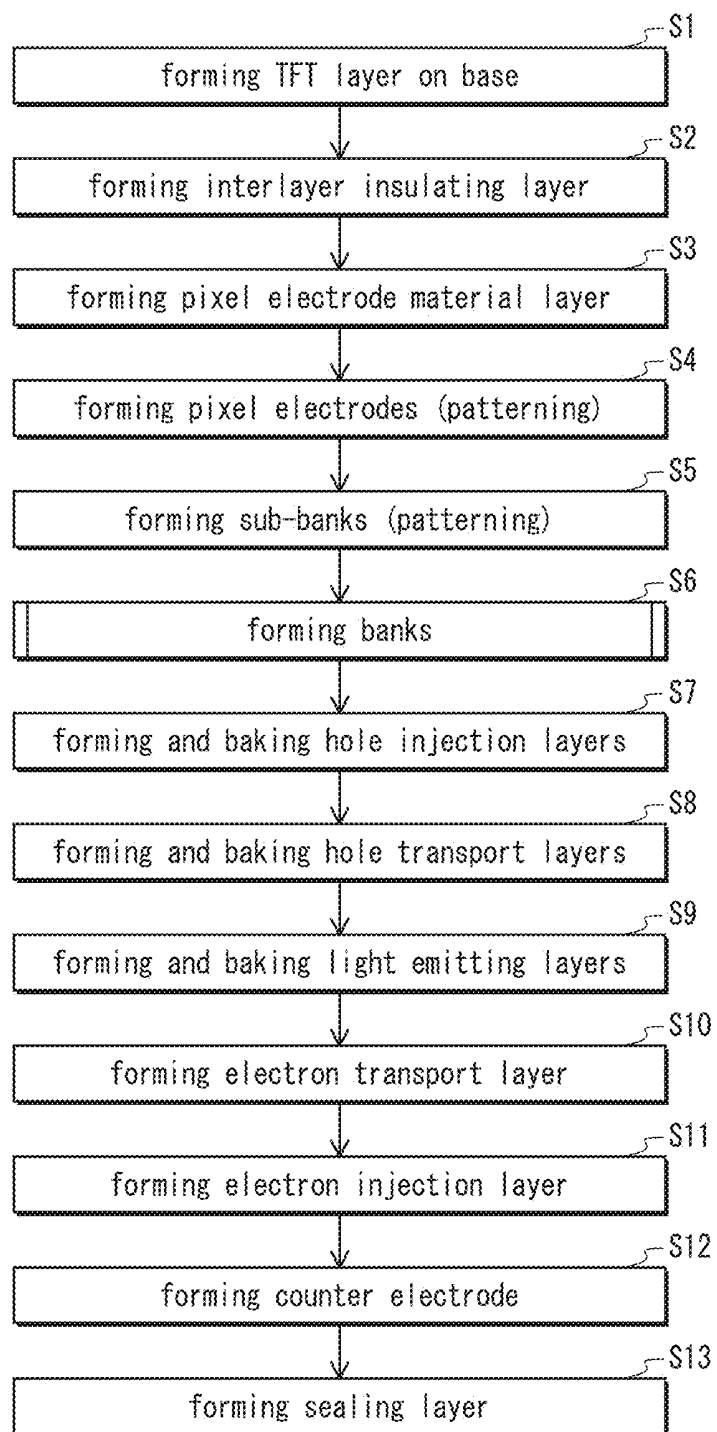 S1
forming TFT layer on base
S2
forming interlayer insulating layer
S3
forming pixel electrode material layer
S4
forming pixel electrodes (patterning)
S5
forming sub-banks (patterning)
S6
forming banks
S7
forming and baking hole injection layers
S8
forming and baking hole transport layers
S9
forming and baking light emitting layers
S10
forming electron transport layer
S11
forming electron injection layer
S12
forming counter electrode
S13
forming sealing layer